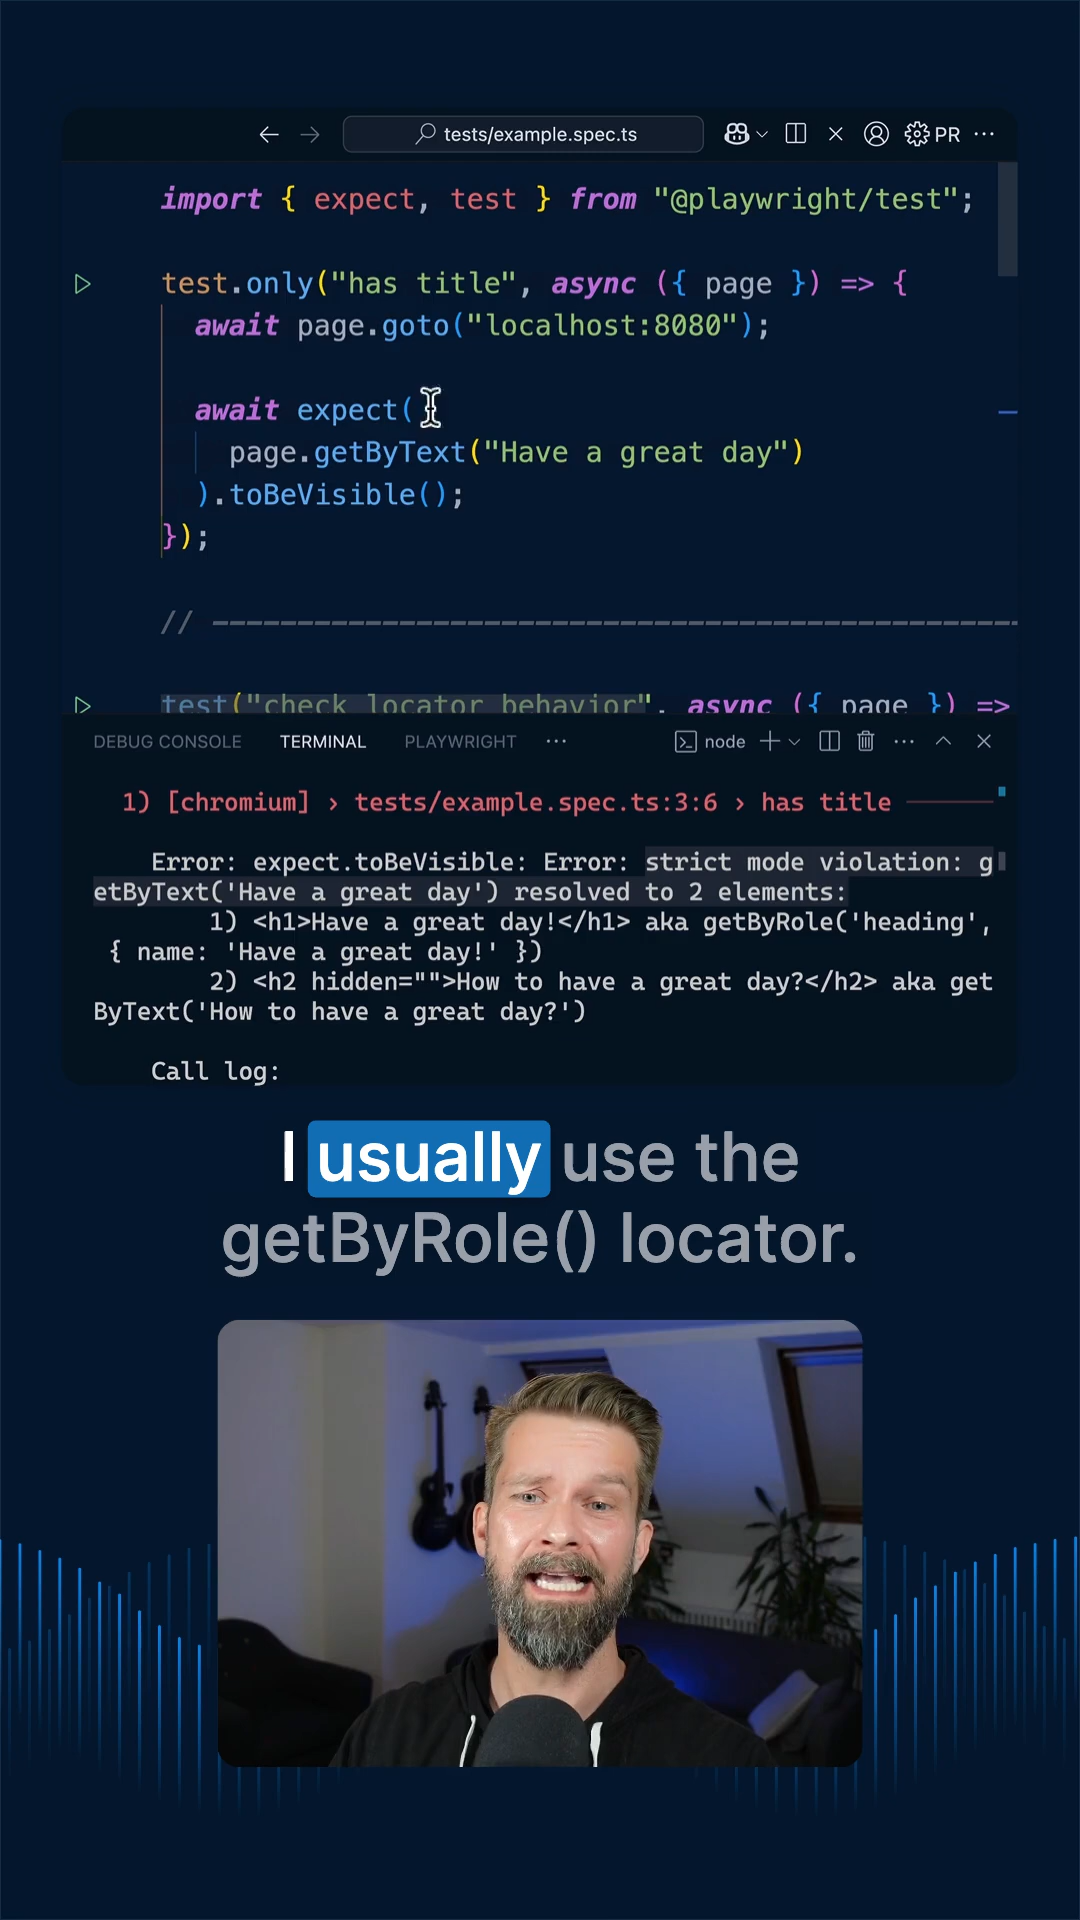 tests/example.spec.ts
PR
import { expect, test } from "@playwright/test";
test.only("has title", async ({ page }) => {
await page.goto("localhost:8080");
await expect(
page.getByText("Have a great day")
).toBeVisible();
});
// -----------------------------------------------
test("check locator behavior", async ({ page }) =>
DEBUG CONSOLE TERMINAL PLAYWRIGHT ··· node
1) [chromium] › tests/example.spec.ts:3:6 › has title
Error: expect.toBeVisible: Error: strict mode violation: g
etByText('Have a great day') resolved to 2 elements:
1) <h1>Have a great day!</h1> aka getByRole('heading',
{ name: 'Have a great day!' })
2) <h2 hidden="">How to have a great day?</h2> aka get
ByText('How to have a great day?')
Call log:
I usually use the
getByRole() locator.